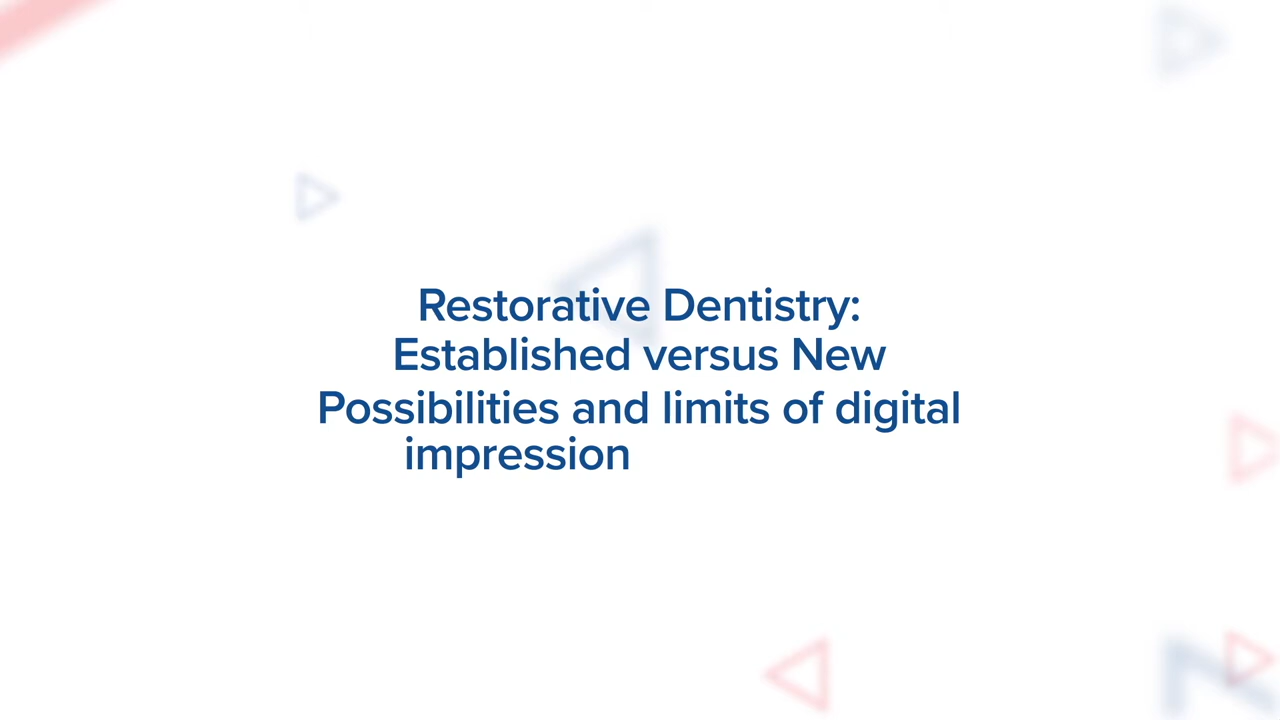 Restorative Dentistry:
Established versus New
Possibilities and limits of digital
impression